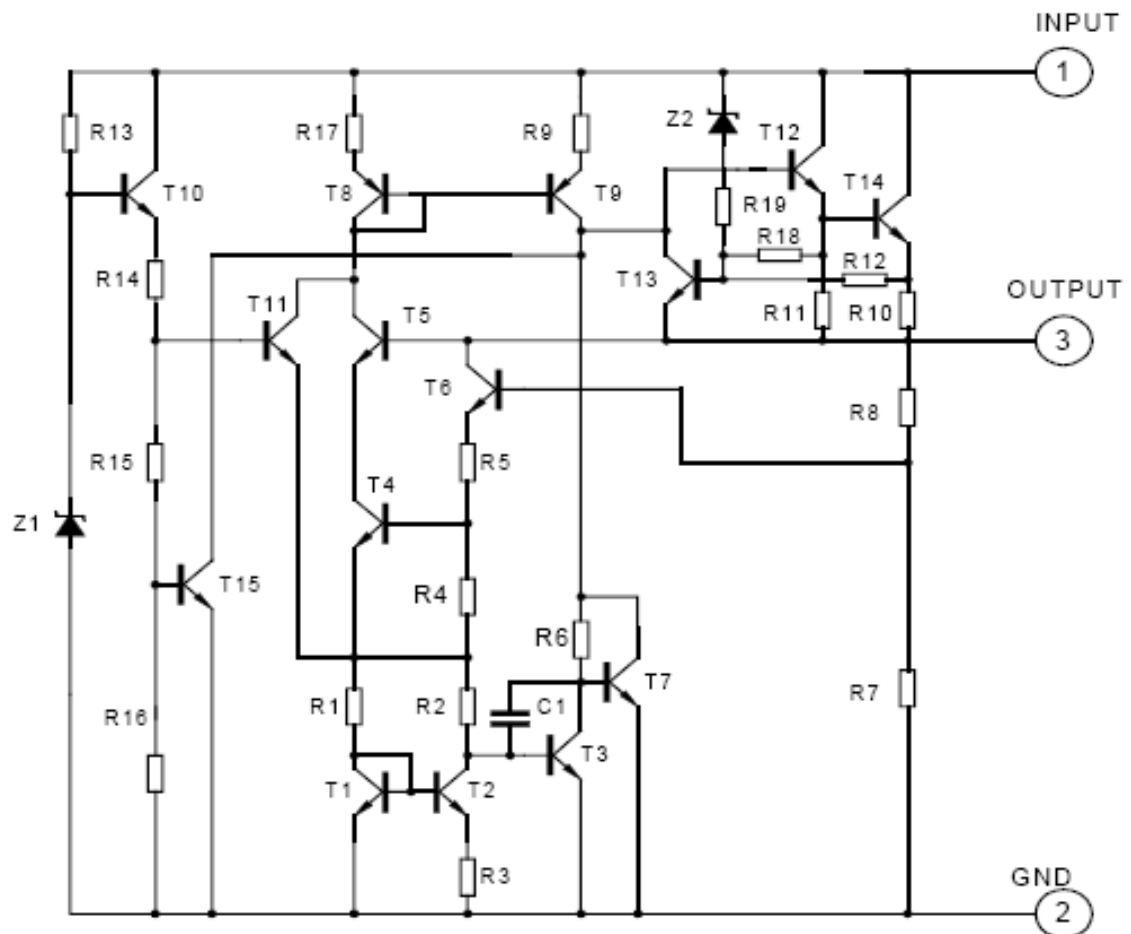 INPUT
1
R13
R17
R9
Z2
T12
T10
T8
T9
T14
R19
R18
R12
R14
T13
T11
T5
R11
R10
OUTPUT
3
T6
R8
R15
R5
T4
Z1
T15
R4
R6
T7
R16
R1
R2
C1
R7
T3
T1
T2
R3
GND
2